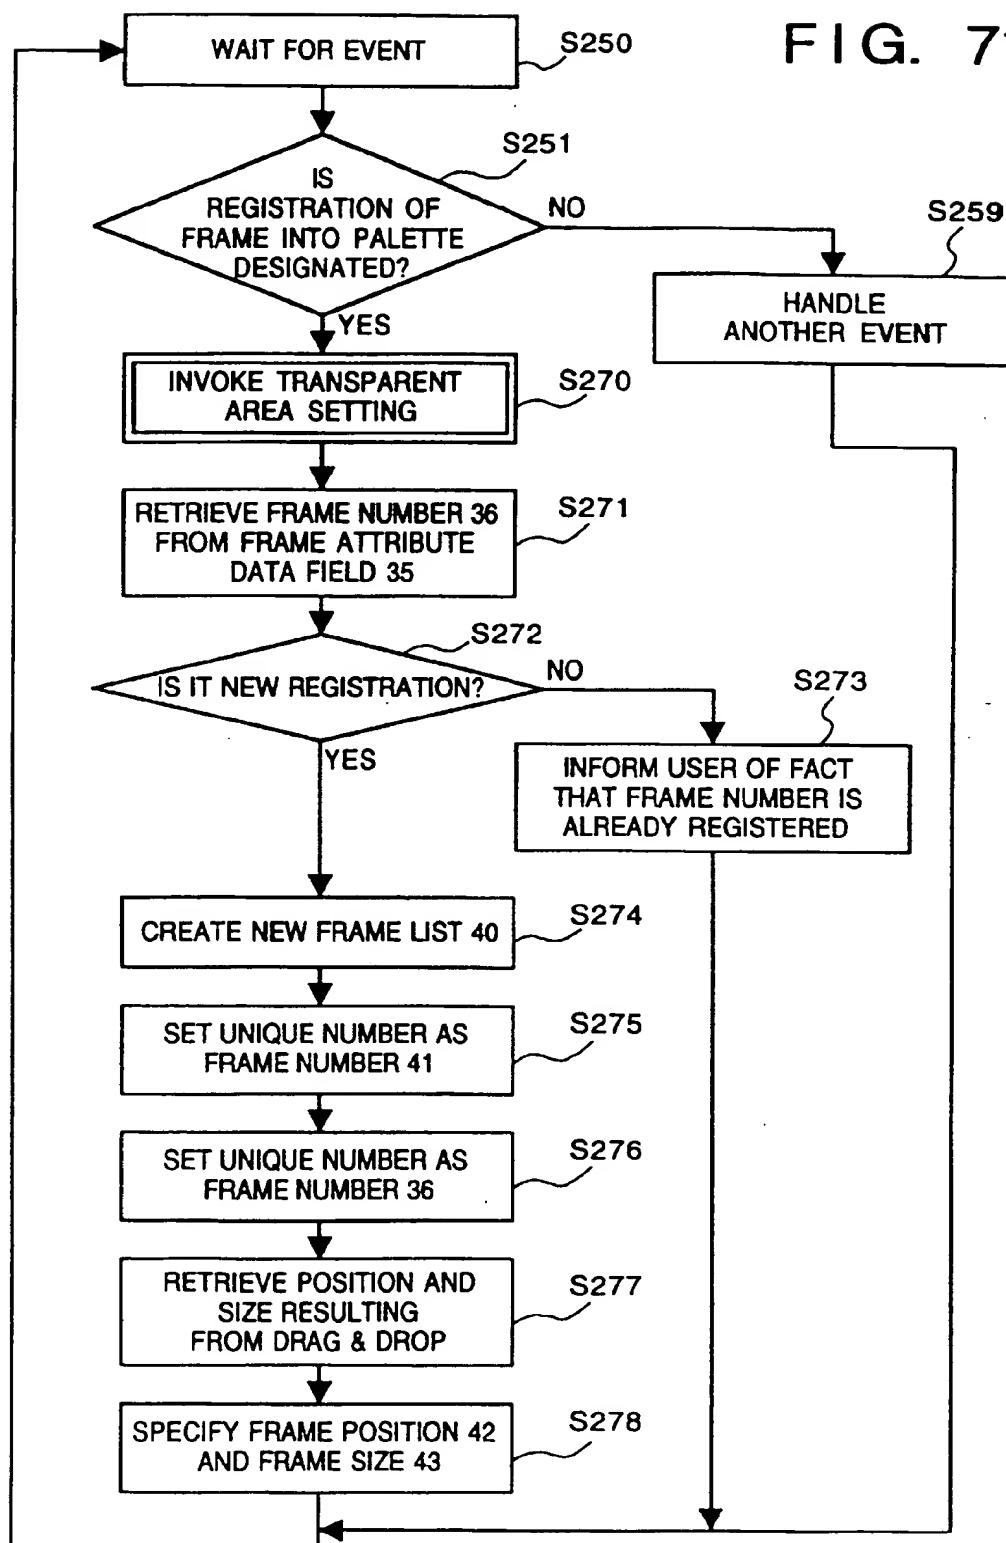 FIG. 7
WAIT FOR EVENT
S250
S251
IS
REGISTRATION OF
FRAME INTO PALETTE
DESIGNATED?
NO
YES
S259
HANDLE
ANOTHER EVENT
INVOKE TRANSPARENT
AREA SETTING
S270
RETRIEVE FRAME NUMBER 36
FROM FRAME ATTRIBUTE
DATA FIELD 35
S271
S272
IS IT NEW REGISTRATION?
NO
YES
S273
INFORM USER OF FACT
THAT FRAME NUMBER IS
ALREADY REGISTERED
CREATE NEW FRAME LIST 40
S274
SET UNIQUE NUMBER AS
FRAME NUMBER 41
S275
SET UNIQUE NUMBER AS
FRAME NUMBER 36
S276
RETRIEVE POSITION AND
SIZE RESULTING
FROM DRAG & DROP
S277
SPECIFY FRAME POSITION 42
AND FRAME SIZE 43
S278